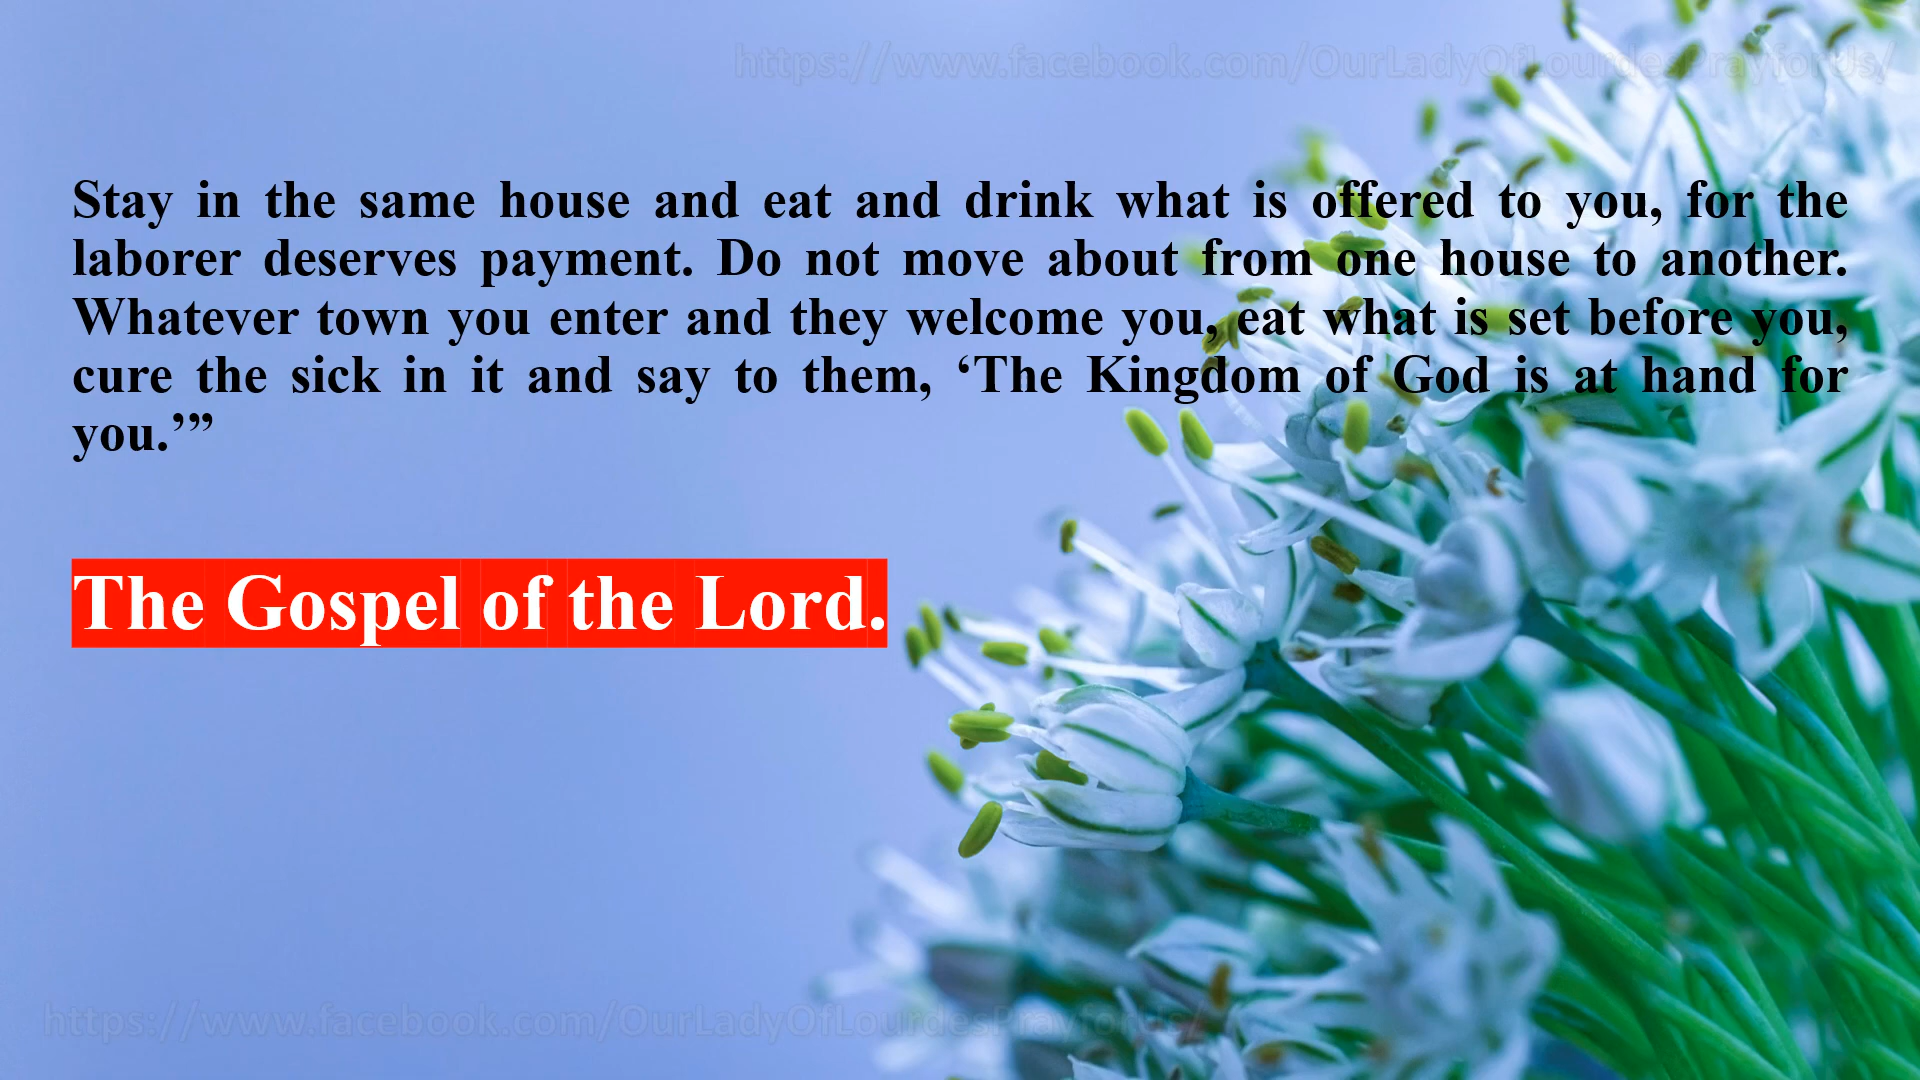 https://www.facebook.com/OurLadyOfLourdesPrayforUs/
Stay in the same house and eat and drink what is offered to you, for the
laborer deserves payment. Do not move about from one house to another.
Whatever town you enter and they welcome you, eat what is set before you,
cure the sick in it and say to them, ‘The Kingdom of God is at hand for
you.’”
The Gospel of the Lord.
https://www.facebook.com/OurLadyOfLourdesPrayforUs/